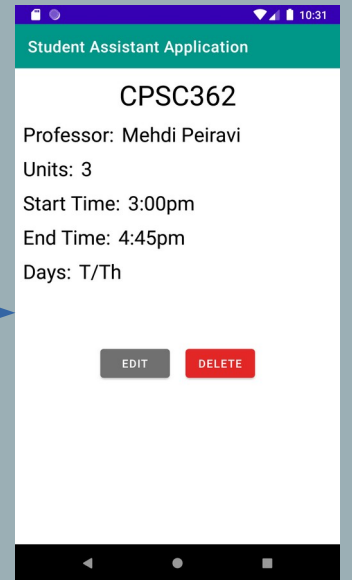 10:31
Student Assistant Application
CPSC362
Professor: Mehdi Peiravi
Units: 3
Start Time: 3:00pm
End Time: 4:45pm
Days: T/Th
EDIT DELETE